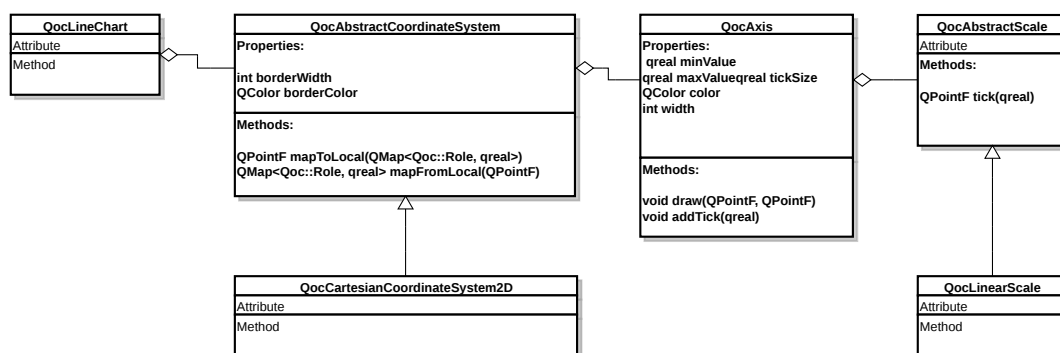 QocLineChart
Attribute
Method
QocAbstractCoordinateSystem
Properties:
int borderWidth
QColor borderColor
Methods:
QPointF mapToLocal(QMap<Qoc::Role, qreal>)
QMap<Qoc::Role, qreal> mapFromLocal(QPointF)
QocAxis
Properties:
qreal minValue
qreal maxValueqreal tickSize
QColor color
int width
Methods:
void draw(QPointF, QPointF)
void addTick(qreal)
QocAbstractScale
Attribute
Methods:
QPointF tick(qreal)
QocCartesianCoordinateSystem2D
Attribute
Method
QocLinearScale
Attribute
Method